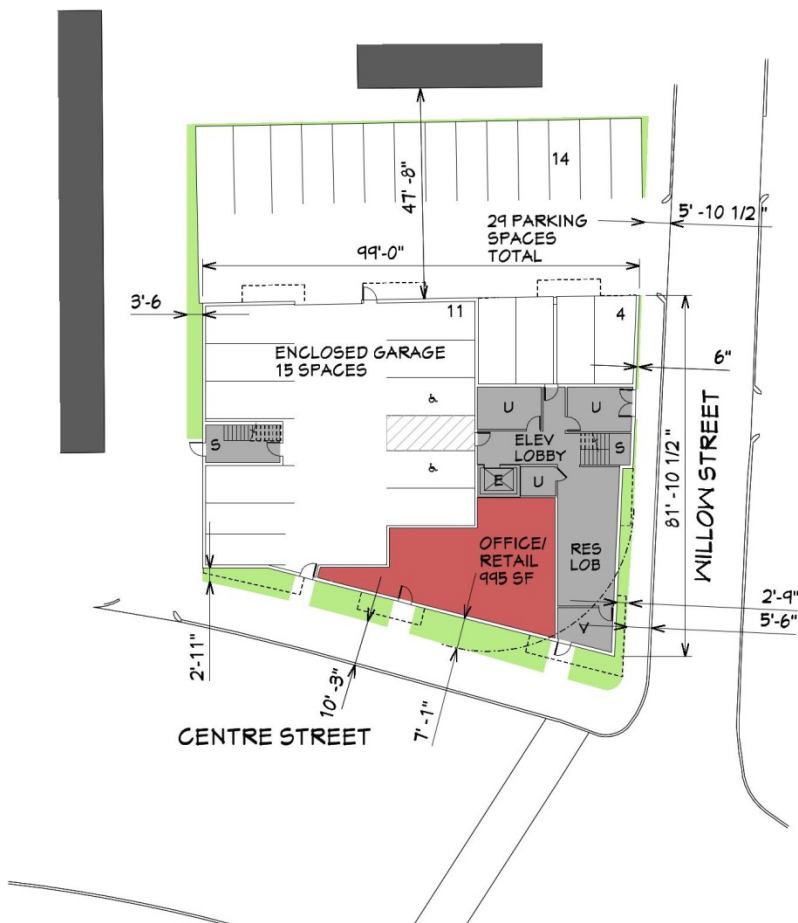 14
47'-8"
5'-10 1/2"
29 PARKING
SPACES
TOTAL
99'-0"
3'-6
11
4
ENCLOSED GARAGE
15 SPACES
6"
U
U
ELEV
LOBBY
S
S
E
U
81'-10 1/2"
WILLOW STREET
OFFICE/
RETAIL
995 SF
RES
LOB
V
2'-9"
5'-6"
2'-11"
10'-3"
7'-1"
CENTRE STREET